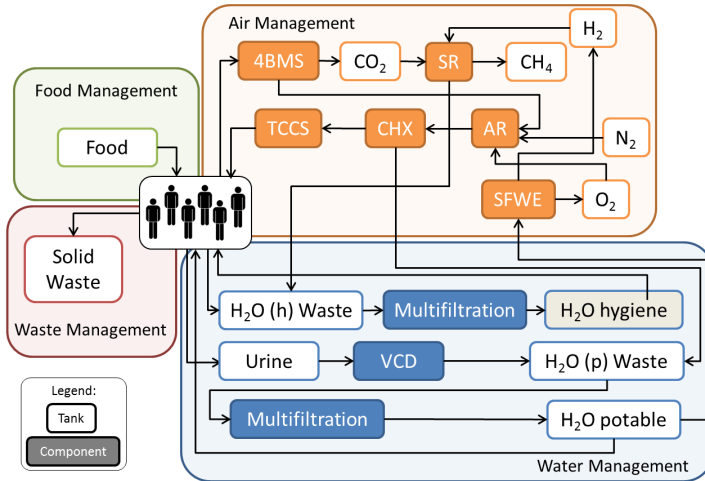 Air Management
H₂
4BMS
CO₂
SR
CH₄
Food Management
Food
TCCS
CHX
AR
N₂
SFWE
O₂
Solid
Waste
Waste Management
H₂O (h) Waste
Multifiltration
H₂O hygiene
Urine
VCD
H₂O (p) Waste
Legend:
Tank
Component
Multifiltration
H₂O potable
Water Management